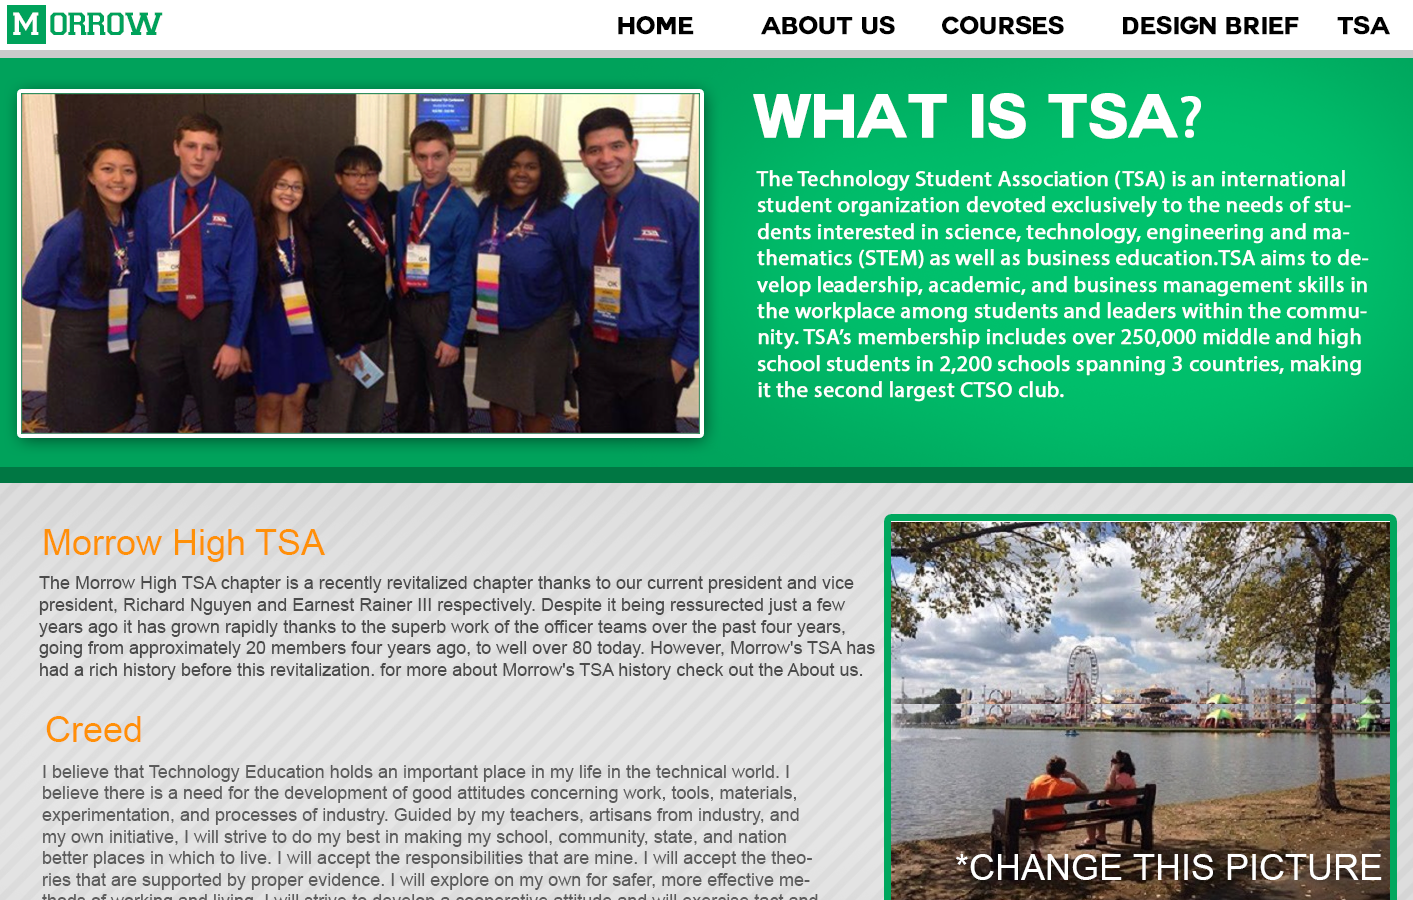 MORROW
HOME ABOUT US COURSES DESIGN BRIEF TSA
WHAT IS TSA?
The Technology Student Association (TSA) is an international
student organization devoted exclusively to the needs of stu-
dents interested in science, technology, engineering and ma-
thematics (STEM) as well as business education.TSA aims to de-
velop leadership, academic, and business management skills in
the workplace among students and leaders within the commu-
nity. TSA’s membership includes over 250,000 middle and high
school students in 2,200 schools spanning 3 countries, making
it the second largest CTSO club.
Morrow High TSA
The Morrow High TSA chapter is a recently revitalized chapter thanks to our current president and vice
president, Richard Nguyen and Earnest Rainer III respectively. Despite it being ressurected just a few
years ago it has grown rapidly thanks to the superb work of the officer teams over the past four years,
going from approximately 20 members four years ago, to well over 80 today. However, Morrow's TSA has
had a rich history before this revitalization. for more about Morrow's TSA history check out the About us.
Creed
I believe that Technology Education holds an important place in my life in the technical world. I
believe there is a need for the development of good attitudes concerning work, tools, materials,
experimentation, and processes of industry. Guided by my teachers, artisans from industry, and
my own initiative, I will strive to do my best in making my school, community, state, and nation
better places in which to live. I will accept the responsibilities that are mine. I will accept the theo-
ries that are supported by proper evidence. I will explore on my own for safer, more effective me-
thods of working and living. I will strive to develop a cooperative attitude and will exercise tact and
*CHANGE THIS PICTURE